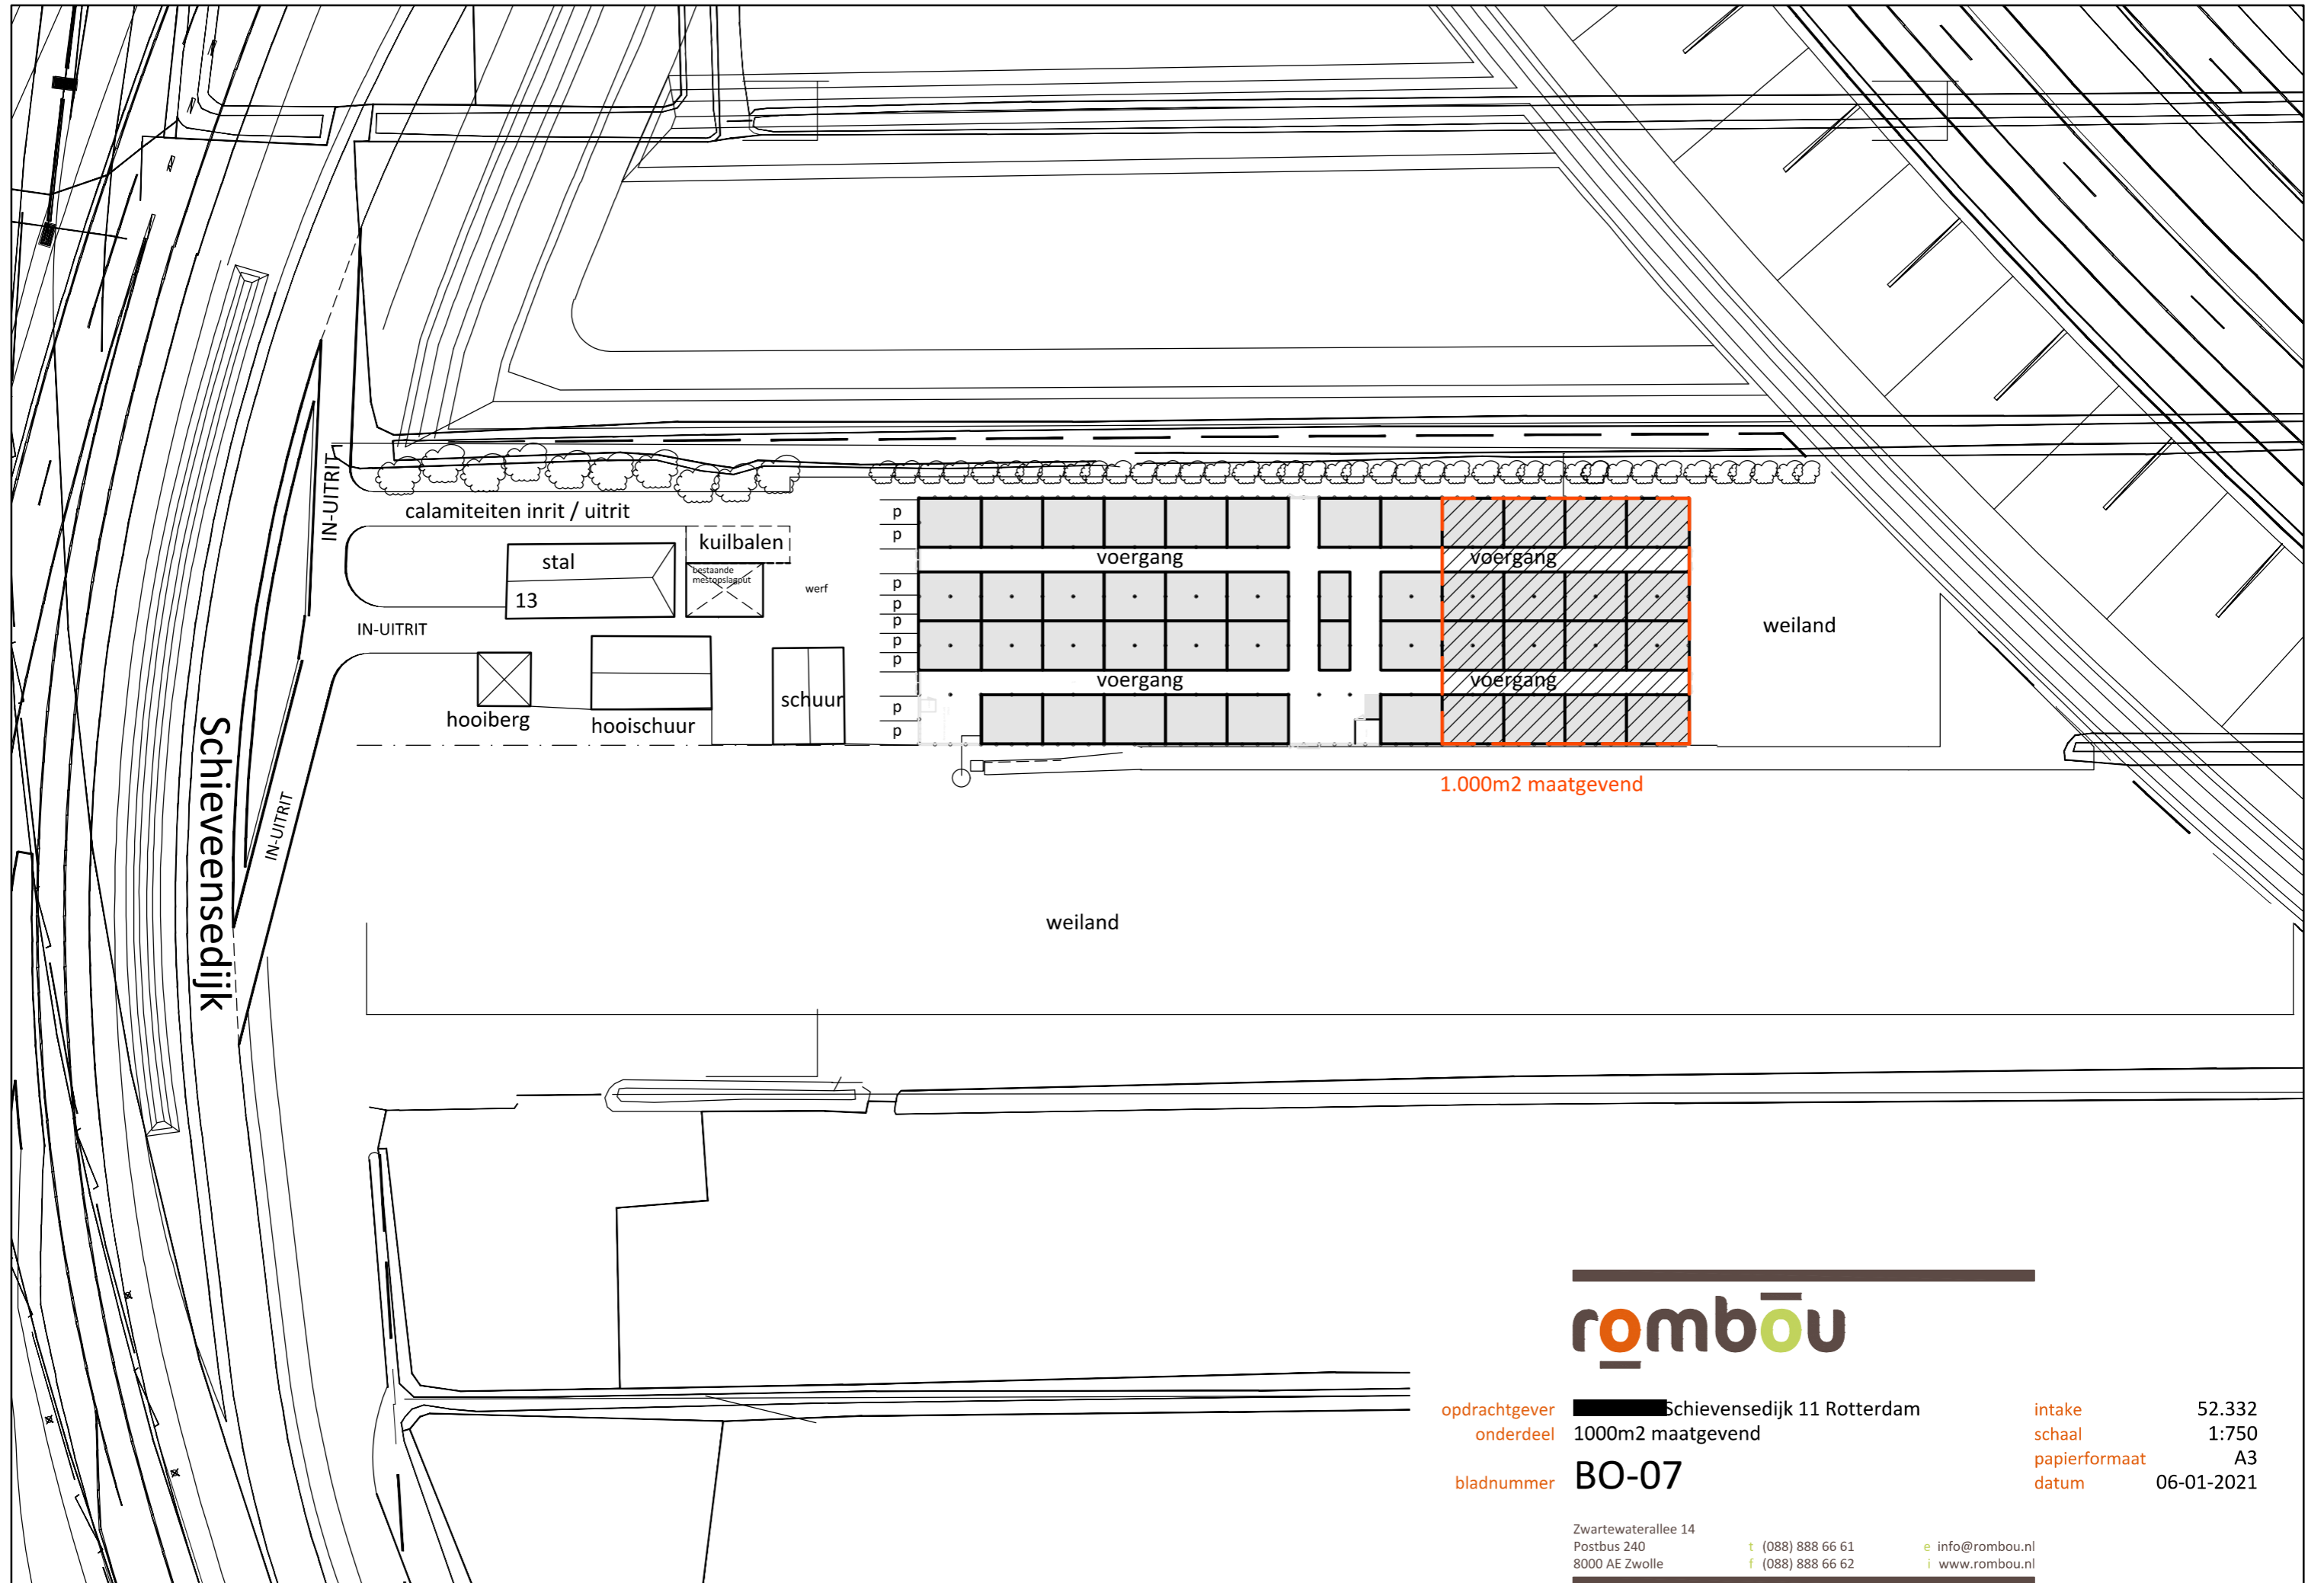 IN-UITRIT
calamiteiten inrit / uitrit
stal
13
kuilbalen
bestaande
mestopslagput
werf
IN-UITRIT
hooiberg
hooischuur
schuur
IN-UITRIT
Schieveensedijk
p
p
p
p
p
p
p
p
p
voergang
voergang
voergang
voergang
weiland
1.000m2 maatgevend
weiland
rombou
opdrachtgever Schievensedijk 11 Rotterdam
onderdeel 1000m2 maatgevend
bladnummer BO-07
intake 52.332
schaal 1:750
papierformaat A3
datum 06-01-2021
Zwartewaterallee 14
Postbus 240 t (088) 888 66 61 e info@rombou.nl
8000 AE Zwolle f (088) 888 66 62 i www.rombou.nl